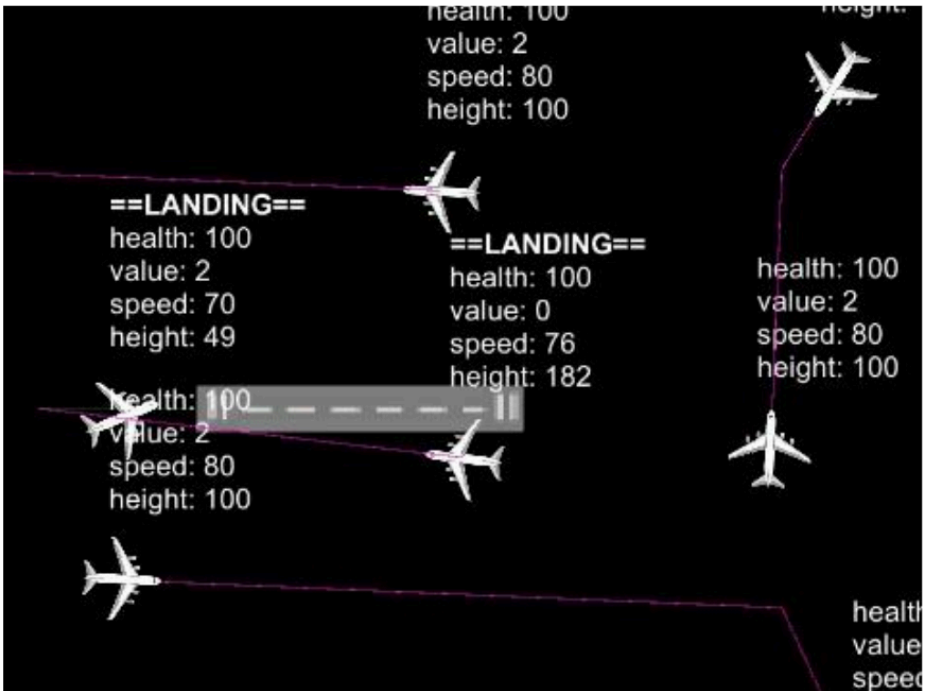 health: 100
value: 2
speed: 80
height: 100
height:
==LANDING==
health: 100
value: 2
speed: 70
height: 49
==LANDING==
health: 100
value: 0
speed: 76
height: 182
health: 100
value: 2
speed: 80
height: 100
health: 100
value: 2
speed: 80
height: 100
health
value
speed